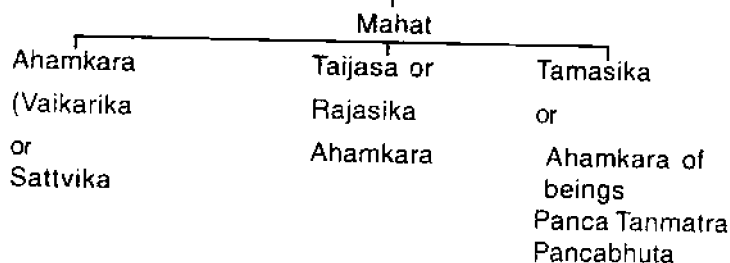 Mahat
Ahamkara
(Vaikarika
or
Sattvika
Taijasa or
Rajasika
Ahamkara
Tamasika
or
Ahamkara of
beings
Panca Tanmatra
Pancabhuta